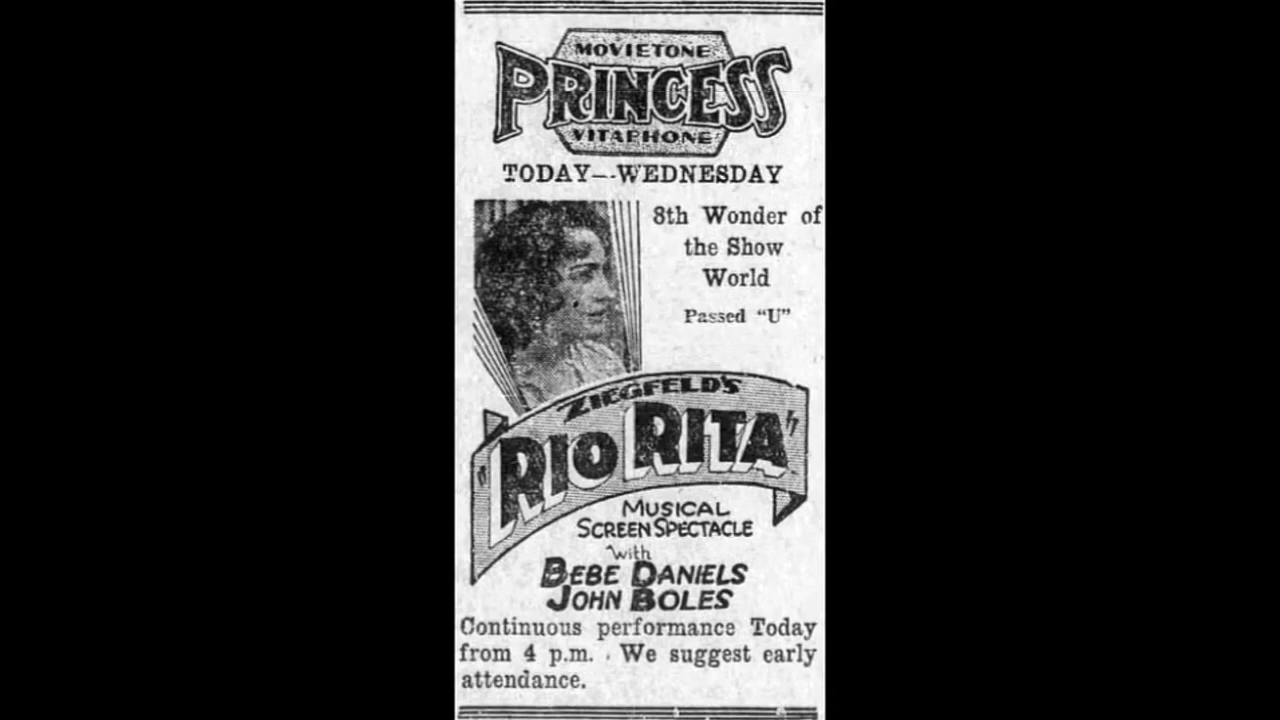 MOVIETONE
PRINCESS
VITAPHONE
TODAY--WEDNESDAY
8th Wonder of
the Show
World
Passed "U"
ZIEGFELD'S
"RIO RITA"
MUSICAL
SCREEN SPECTACLE
with
BEBE DANIELS
JOHN BOLES
Continuous performance Today
from 4 p.m. We suggest early
attendance.